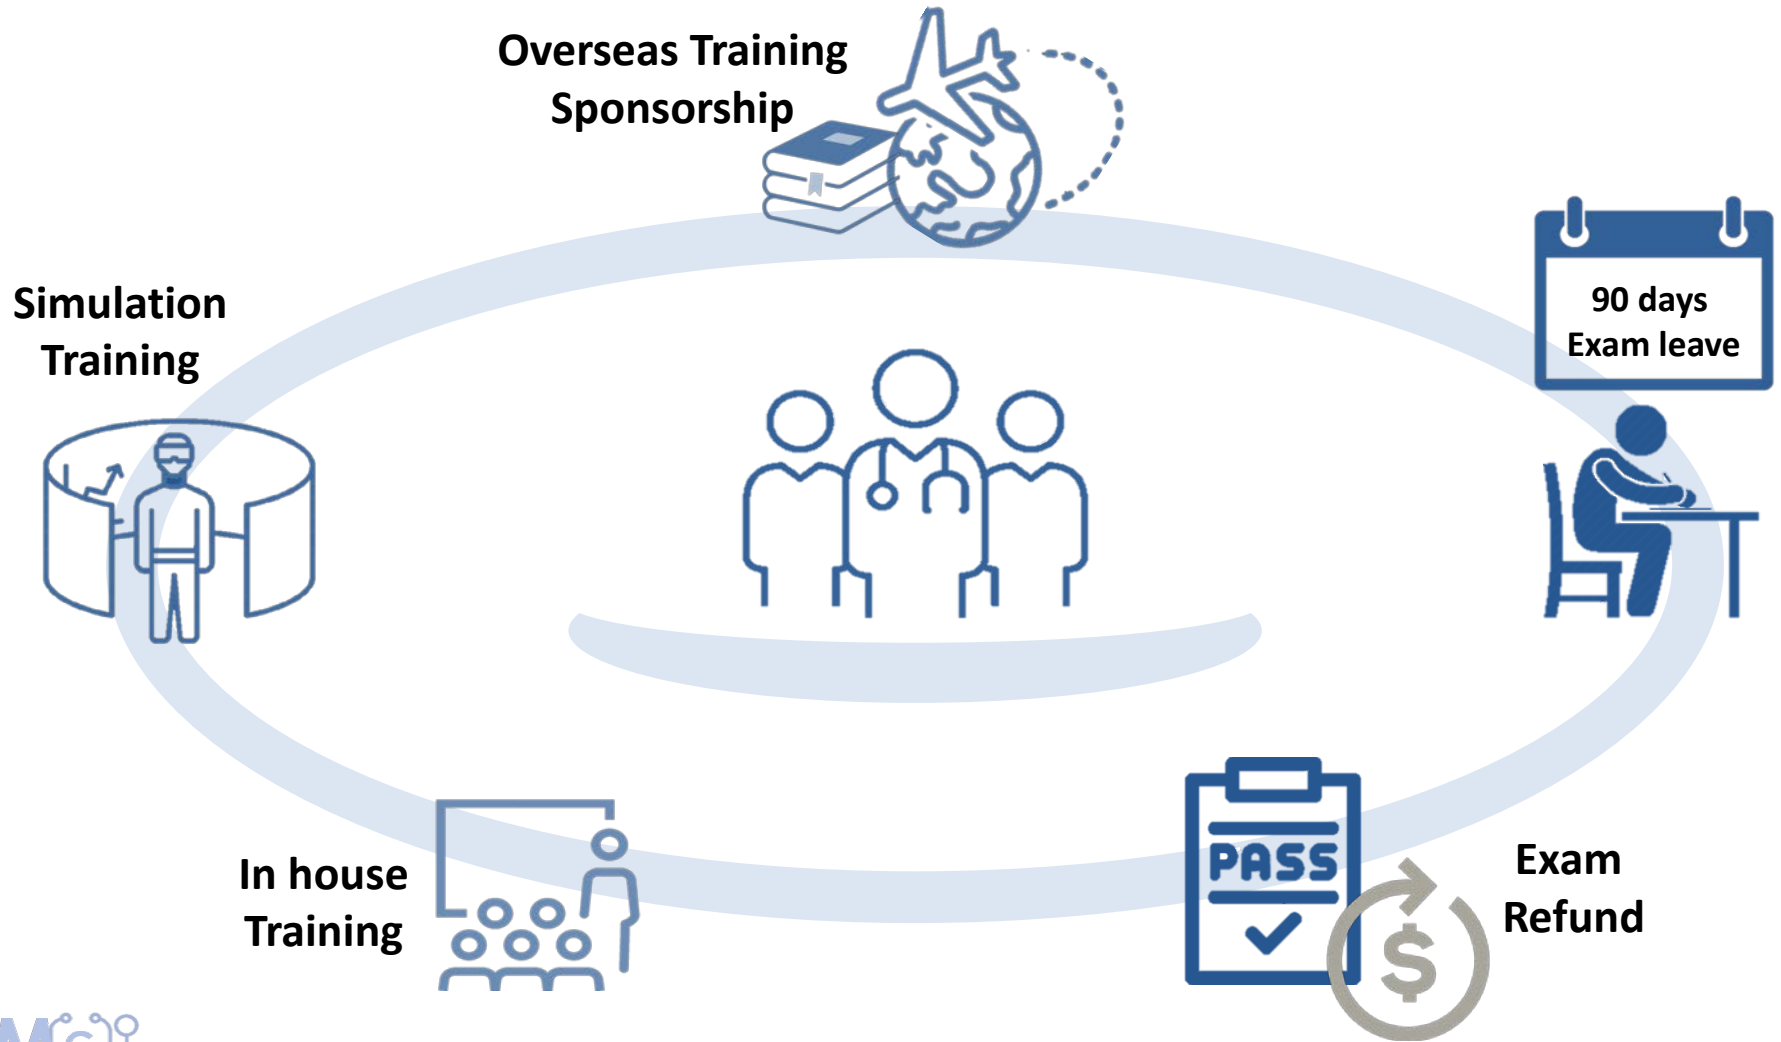 Overseas Training
Sponsorship
90 days
Exam leave
Simulation
Training
PASS
$
Exam
Refund
In house
Training